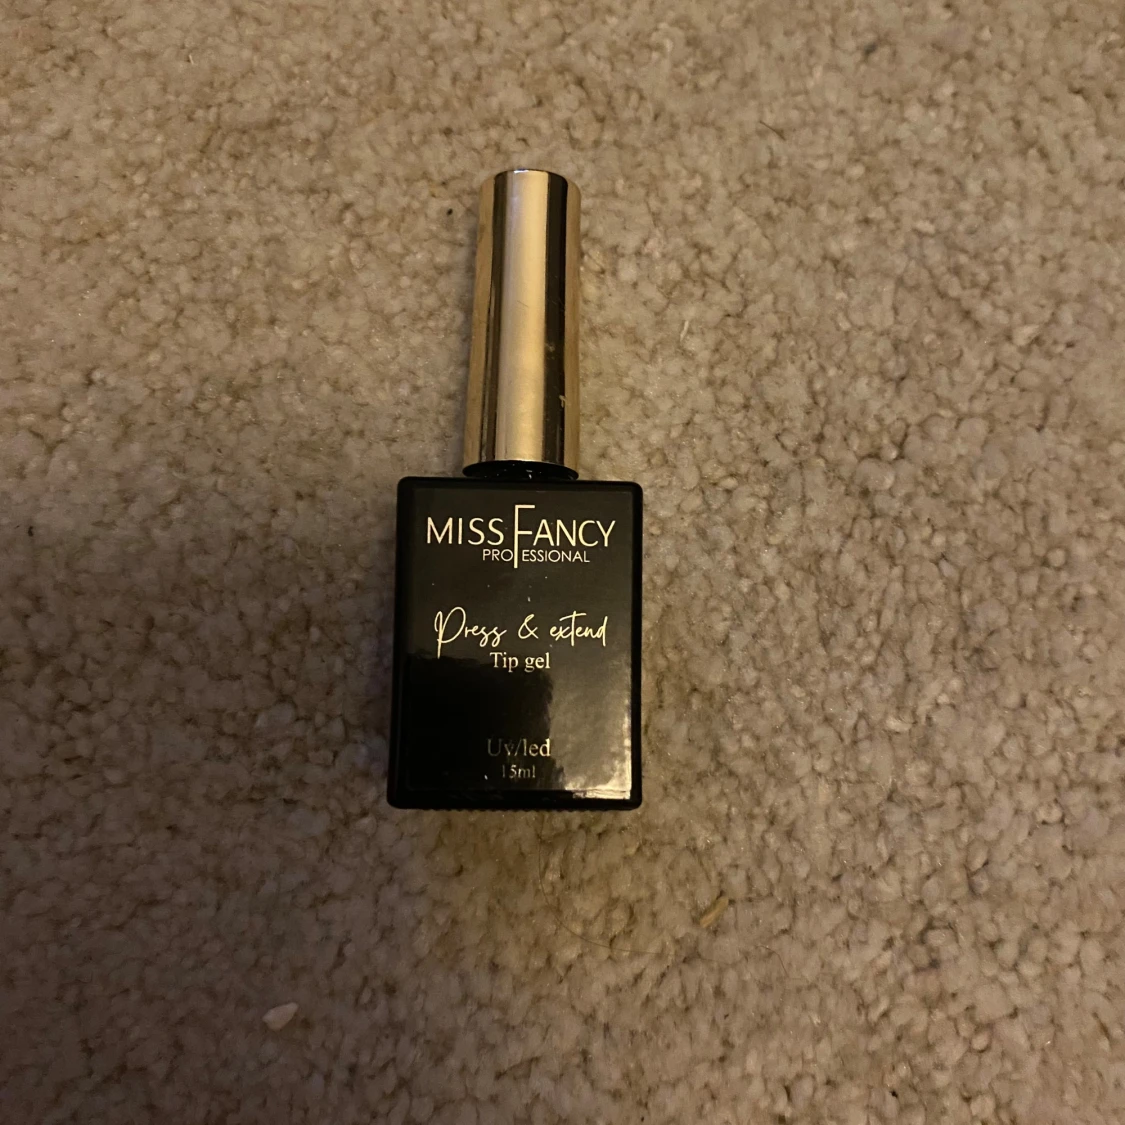 MISS FANCY
PROFESSIONAL
Press & extend
Tip gel
Uv/led
15ml